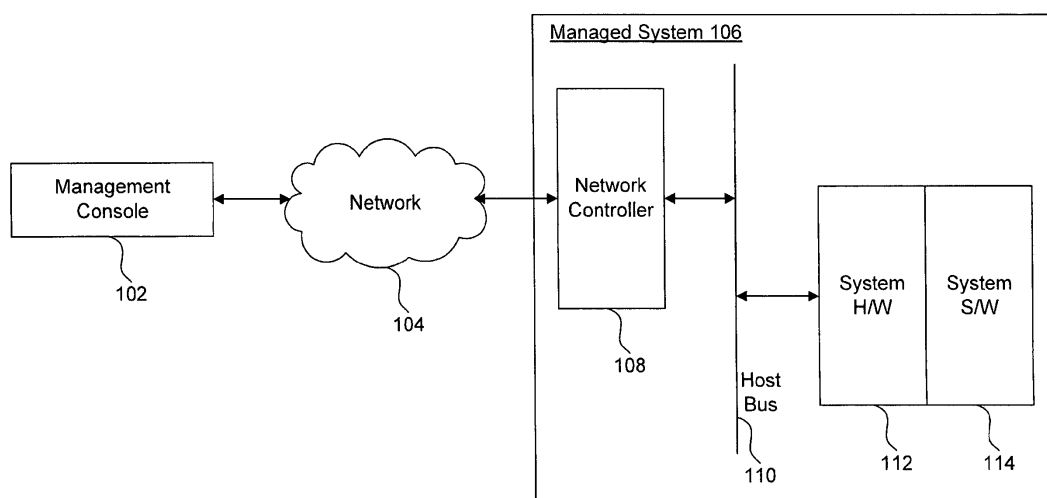 Managed System 106
Management
Console
102
Network
104
Network
Controller
108
Host
Bus
110
System
H/W
112
System
S/W
114